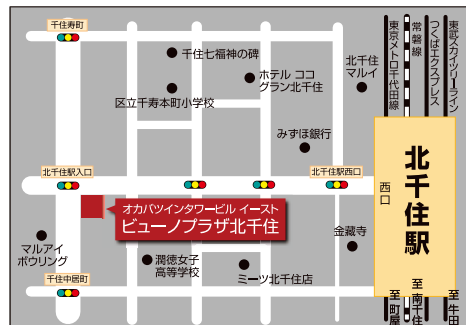 千住寿町
千住七福神の碑
区立千寿本町小学校
ホテル ココ
グラン北千住
北千住
マルイ
東京メトロ千代田線
常磐線
つくばエクスプレス
東武スカイツリーライン
みずほ銀行
北千住駅入口
北千住駅西口
西口
北千住駅
オカバツインタワービル イースト
ビューノプラザ北千住
マルアイ
ボウリング
潤徳女子
高等学校
ミーツ北千住店
金蔵寺
千住中居町
至町屋
至南千住
至牛田